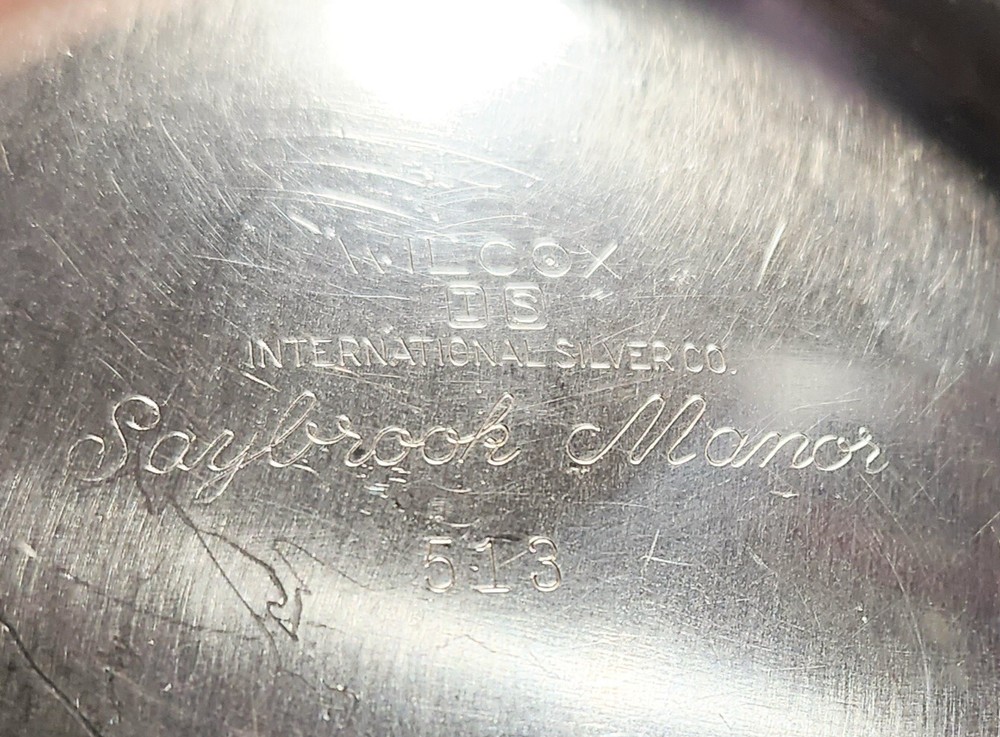 WILCOX
IS
INTERNATIONAL SILVER CO.
Saybrook Manor
513